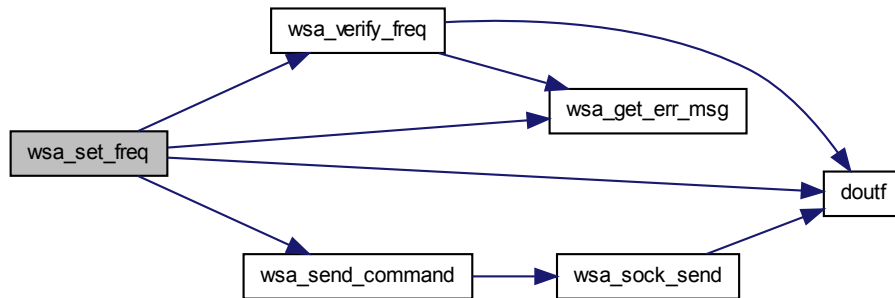 wsa_verify_freq
wsa_get_err_msg
wsa_set_freq
doutf
wsa_send_command
wsa_sock_send